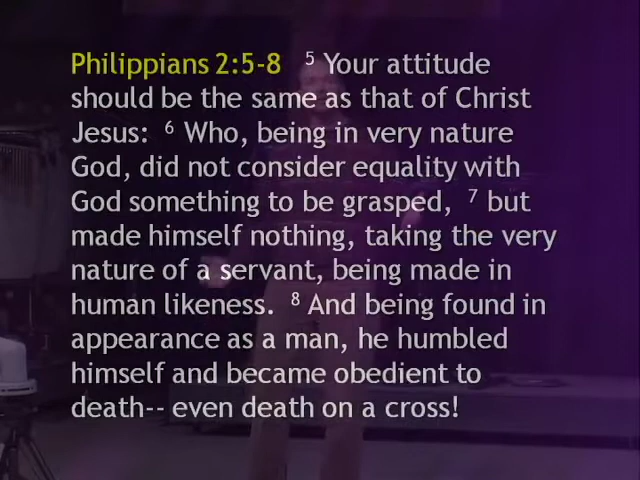 Philippians 2:5-8 ⁵ Your attitude
should be the same as that of Christ
Jesus: ⁶ Who, being in very nature
God, did not consider equality with
God something to be grasped, ⁷ but
made himself nothing, taking the very
nature of a servant, being made in
human likeness. ⁸ And being found in
appearance as a man, he humbled
himself and became obedient to
death-- even death on a cross!